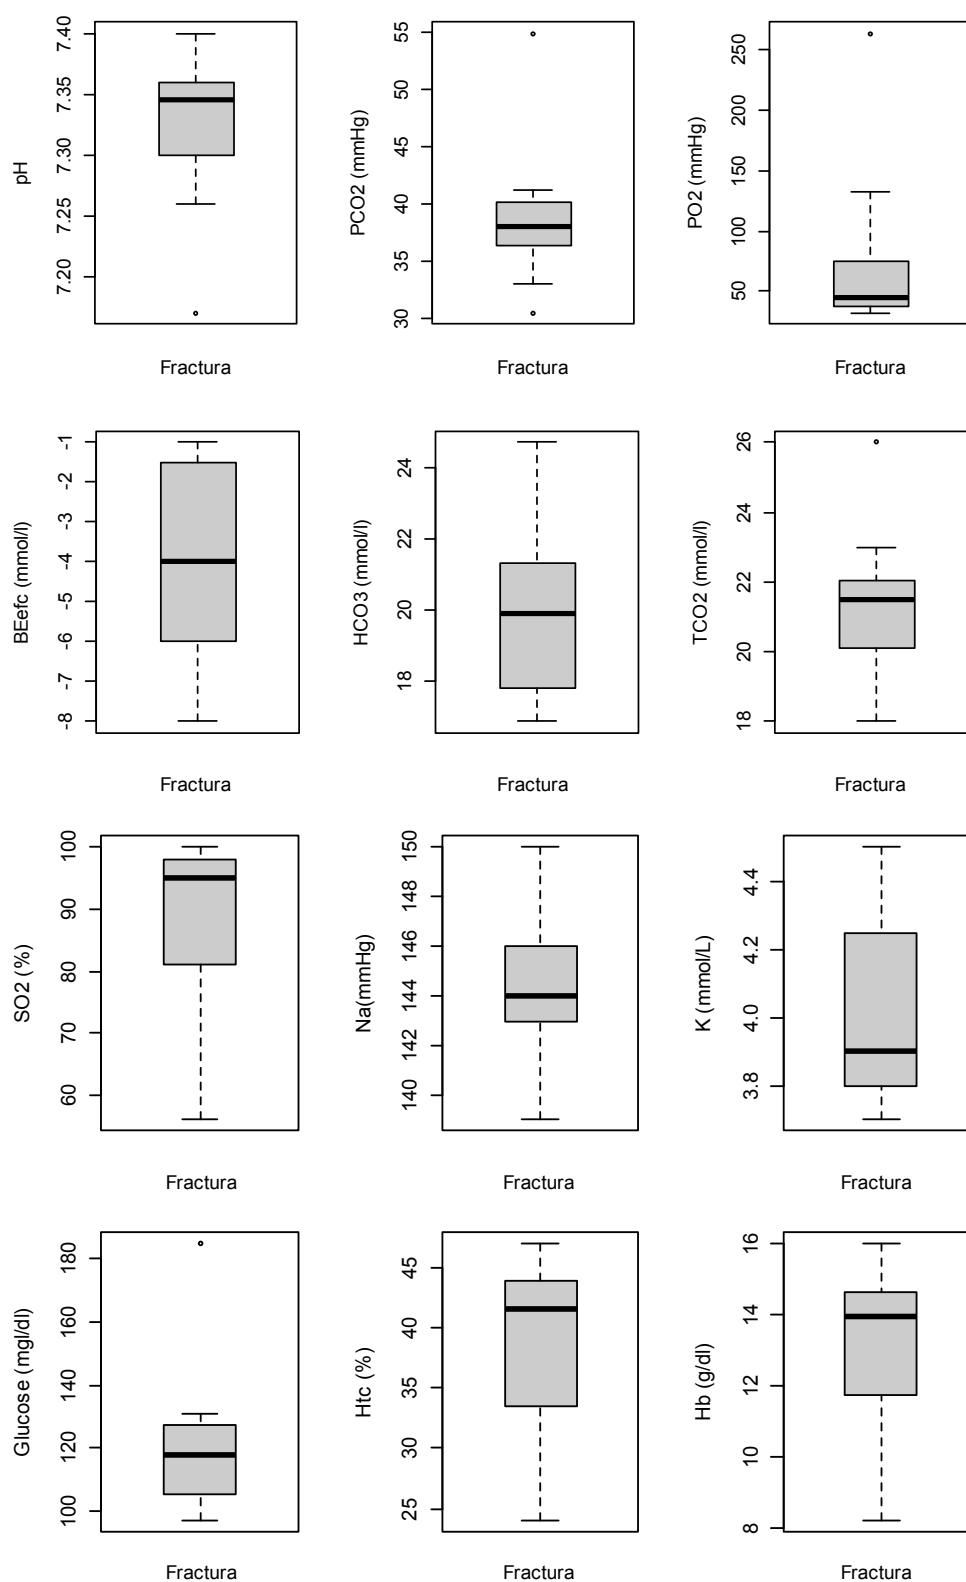 pH
7.40
7.35
7.30
7.25
7.20
Fractura
PCO2 (mmHg)
55
50
45
40
35
30
Fractura
PO2 (mmHg)
250
200
150
100
50
Fractura
BEefc (mmol/l)
-1
-2
-3
-4
-5
-6
-7
-8
Fractura
HCO3 (mmol/l)
24
22
20
18
Fractura
TCO2 (mmol/l)
26
24
22
20
18
Fractura
SO2 (%)
100
90
80
70
60
Fractura
Na(mmHg)
150
148
146
144
142
140
Fractura
K (mmol/L)
4.4
4.2
4.0
3.8
Fractura
Glucose (mgl/dl)
180
160
140
120
100
Fractura
Htc (%)
45
40
35
30
25
Fractura
Hb (g/dl)
16
14
12
10
8
Fractura